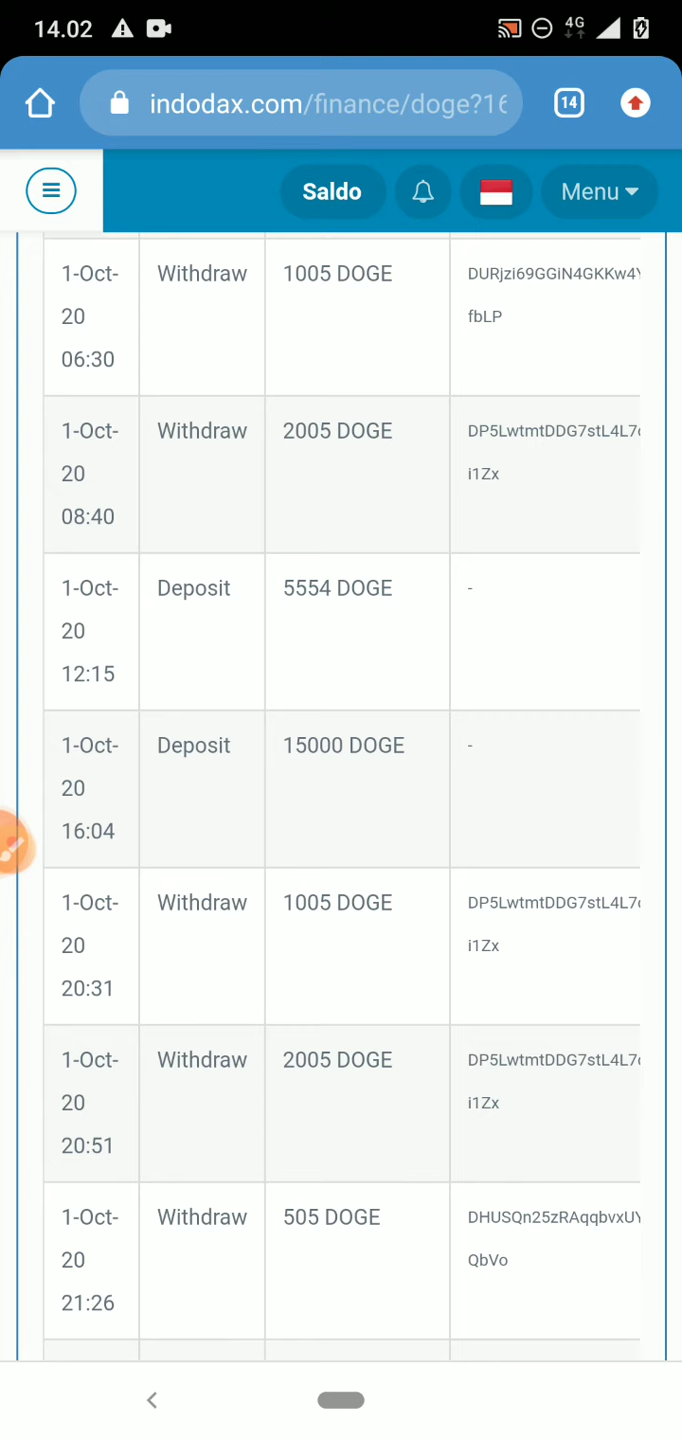 14.02
4G
indodax.com/finance/doge?16
14
Saldo
Menu
1-Oct-20 06:30 Withdraw 1005 DOGE DURjzi69GGiN4GKKw4Y
fbLP
1-Oct-20 08:40 Withdraw 2005 DOGE DP5LwtmtDDG7stL4L7
i1Zx
1-Oct-20 12:15 Deposit 5554 DOGE -
1-Oct-20 16:04 Deposit 15000 DOGE -
1-Oct-20 20:31 Withdraw 1005 DOGE DP5LwtmtDDG7stL4L7
i1Zx
1-Oct-20 20:51 Withdraw 2005 DOGE DP5LwtmtDDG7stL4L7
i1Zx
1-Oct-20 21:26 Withdraw 505 DOGE DHUSQn25zRAqqbvxUY
QbVo